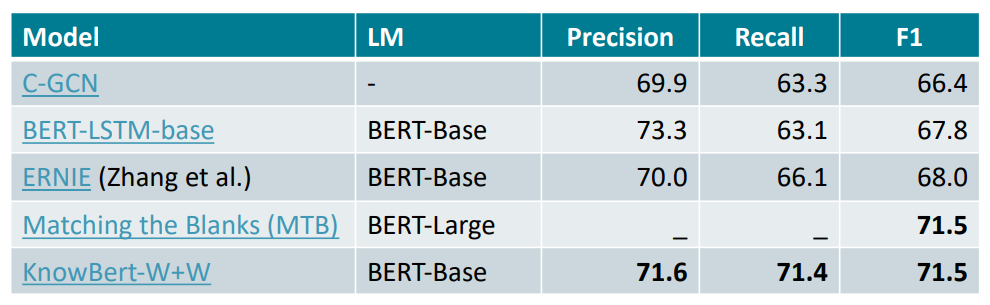 Model LM Precision Recall F1
C-GCN - 69.9 63.3 66.4
BERT-LSTM-base BERT-Base 73.3 63.1 67.8
ERNIE (Zhang et al.) BERT-Base 70.0 66.1 68.0
Matching the Blanks (MTB) BERT-Large _ _ 71.5
KnowBert-W+W BERT-Base 71.6 71.4 71.5